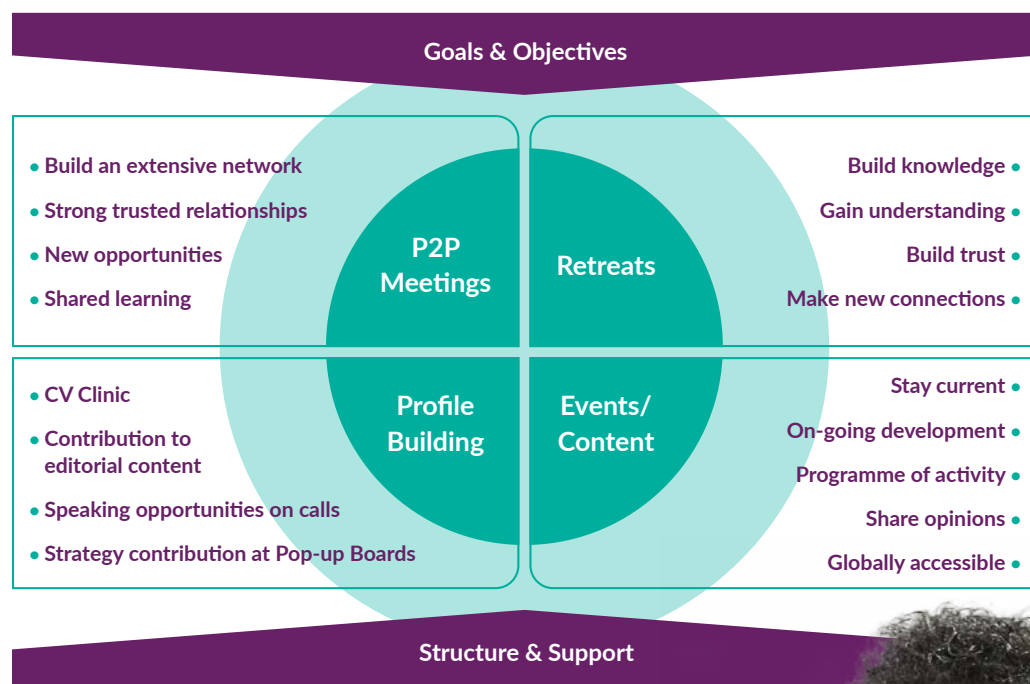 Goals & Objectives
• Build an extensive network
• Strong trusted relationships
• New opportunities
• Shared learning
P2P
Meetings
Retreats
Build knowledge •
Gain understanding •
Build trust •
Make new connections •
• CV Clinic
• Contribution to
editorial content
• Speaking opportunities on calls
• Strategy contribution at Pop-up Boards
Profile
Building
Events/
Content
Stay current •
On-going development •
Programme of activity •
Share opinions •
Globally accessible •
Structure & Support